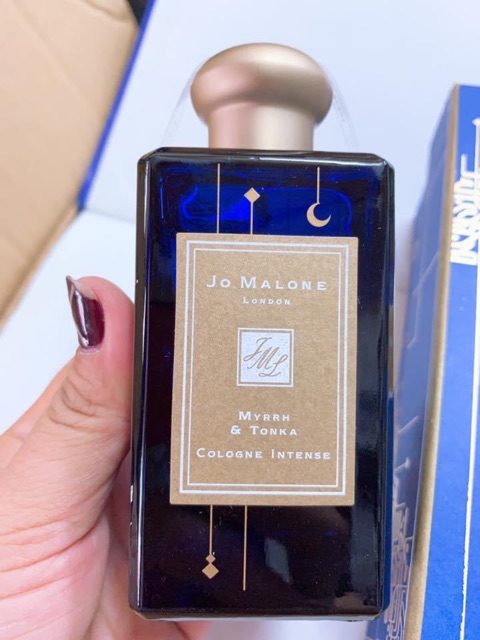 Jo Malone
London
JML
Myrrh
& Tonka
Cologne Intense